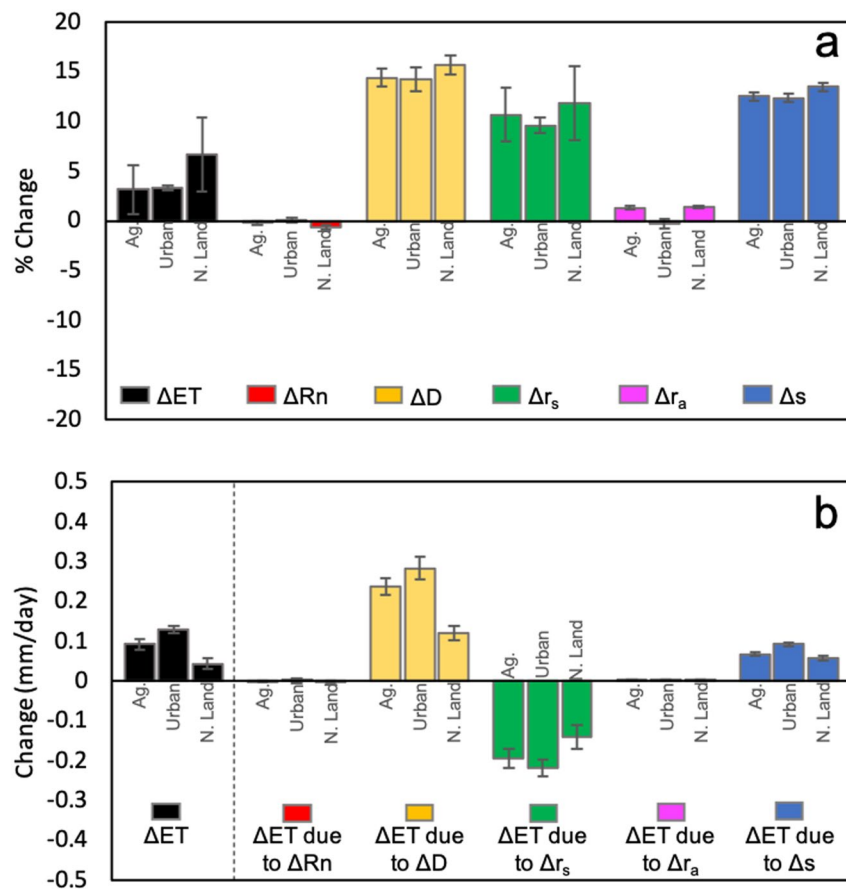 a
20
15
10
5
0
-5
-10
-15
-20
% Change
Ag. Urban N. Land Ag. Urban N. Land Ag. Urban N. Land Ag. Urban N. Land Ag. Urban N. Land Ag. Urban N. Land
ΔET ΔRn ΔD Δrs Δra Δs
b
0.5
0.4
0.3
0.2
0.1
0
-0.1
-0.2
-0.3
-0.4
-0.5
Change (mm/day)
Ag. Urban N. Land Ag. Urban N. Land Ag. Urban N. Land Ag. Urban N. Land Ag. Urban N. Land Ag. Urban N. Land
ΔET ΔET due ΔET due ΔET due ΔET due ΔET due
to ΔRn to ΔD to Δrs to Δra to Δs